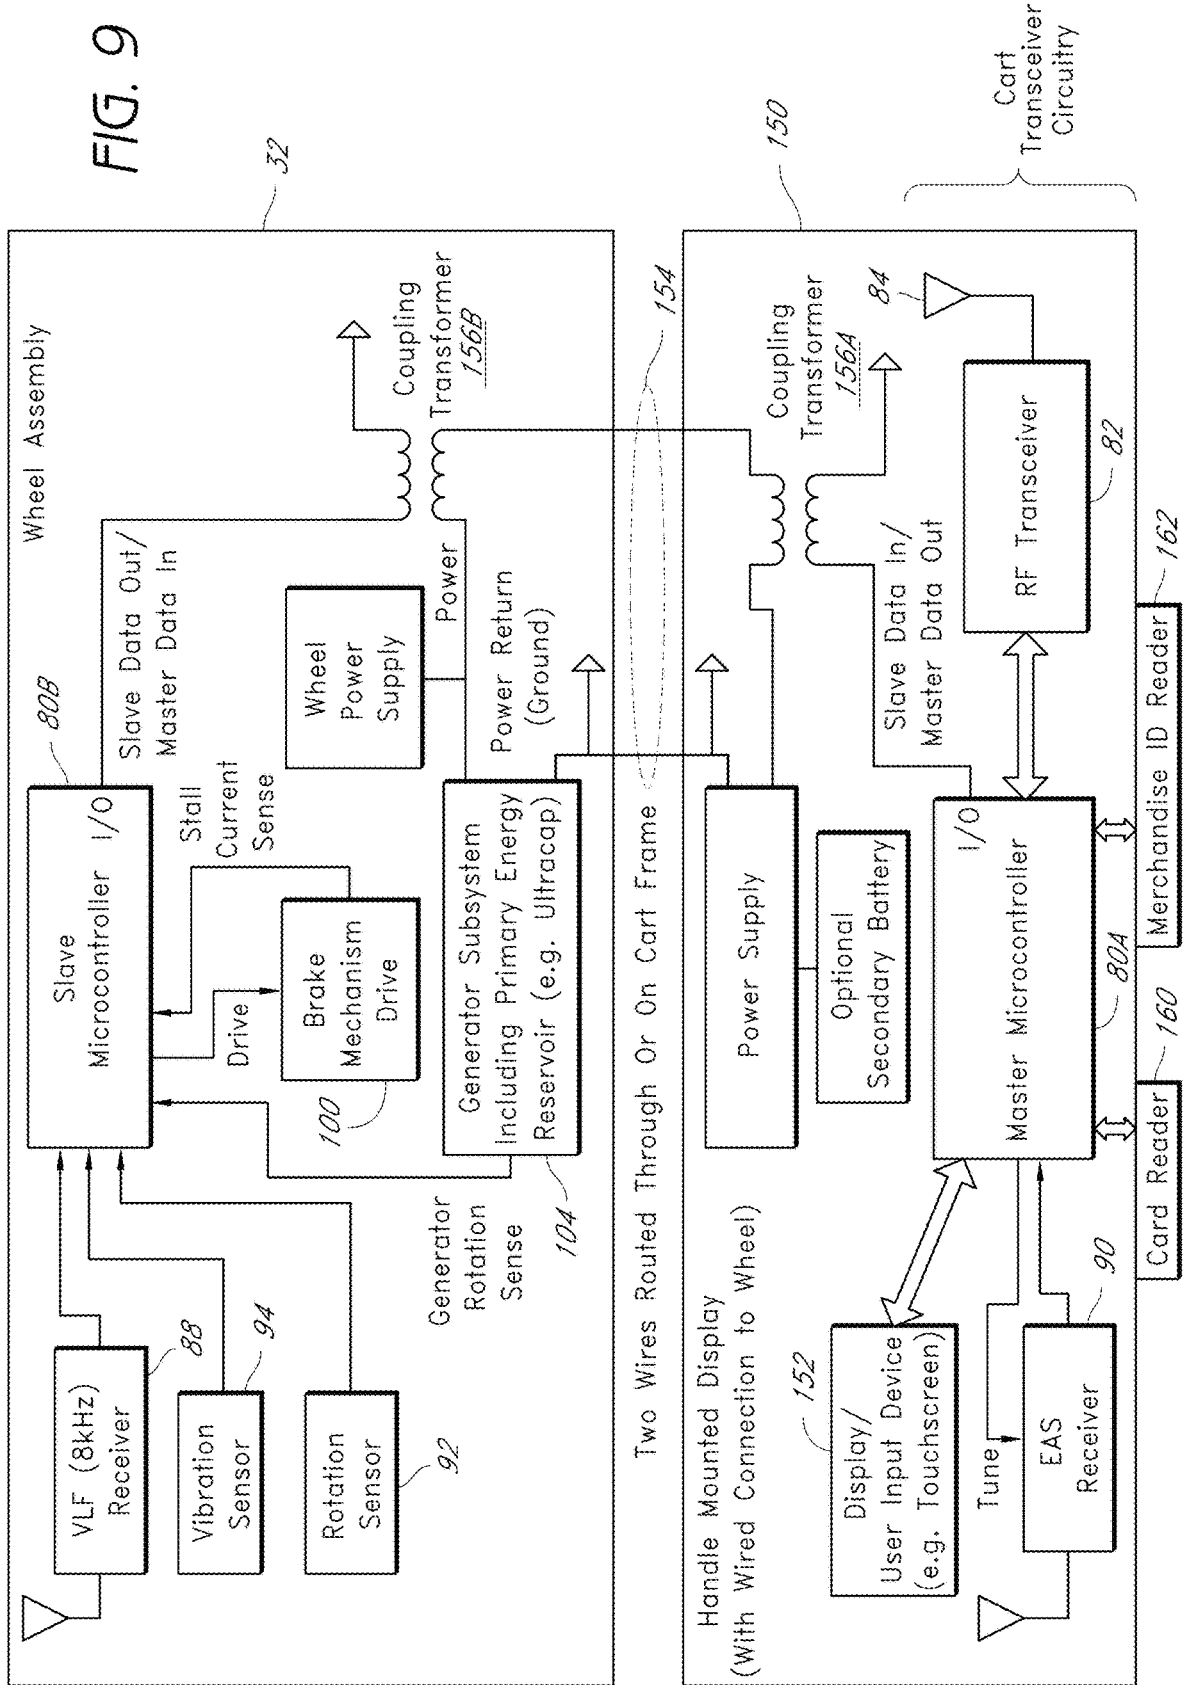 FIG. 9
Wheel Assembly
32
VLF (8kHz)
Receiver
88
Vibration
Sensor
94
Rotation
Sensor
92
Slave
Microcontroller
I/O
80B
Slave Data Out/
Master Data In
Stall
Current
Sense
Drive
Brake
Mechanism
Drive
100
Wheel
Power
Supply
Power
Coupling
Transformer
156B
Generator Subsystem
Including Primary Energy
Reservoir (e.g. Ultracap)
104
Generator
Rotation
Sense
Power Return
(Ground)
Two Wires Routed Through Or On Cart Frame
154
Handle Mounted Display
(With Wired Connection to Wheel)
150
Power Supply
Optional
Secondary Battery
Coupling
Transformer
156A
Slave Data In/
Master Data Out
Display/
User Input Device
(e.g. Touchscreen)
152
Master Microcontroller
I/O
80A
RF Transceiver
82
84
Tune
EAS
Receiver
90
Card Reader
160
Merchandise ID Reader
162
Cart
Transceiver
Circuitry